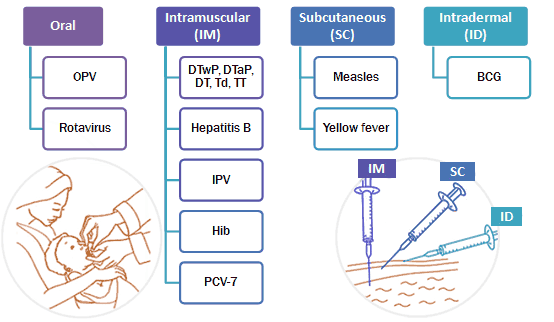 Oral
OPV
Rotavirus
Intramuscular
(IM)
DTwP, DTaP,
DT, Td, TT
Hepatitis B
IPV
Hib
PCV-7
Subcutaneous
(SC)
Measles
Yellow fever
Intradermal
(ID)
BCG
IM
SC
ID